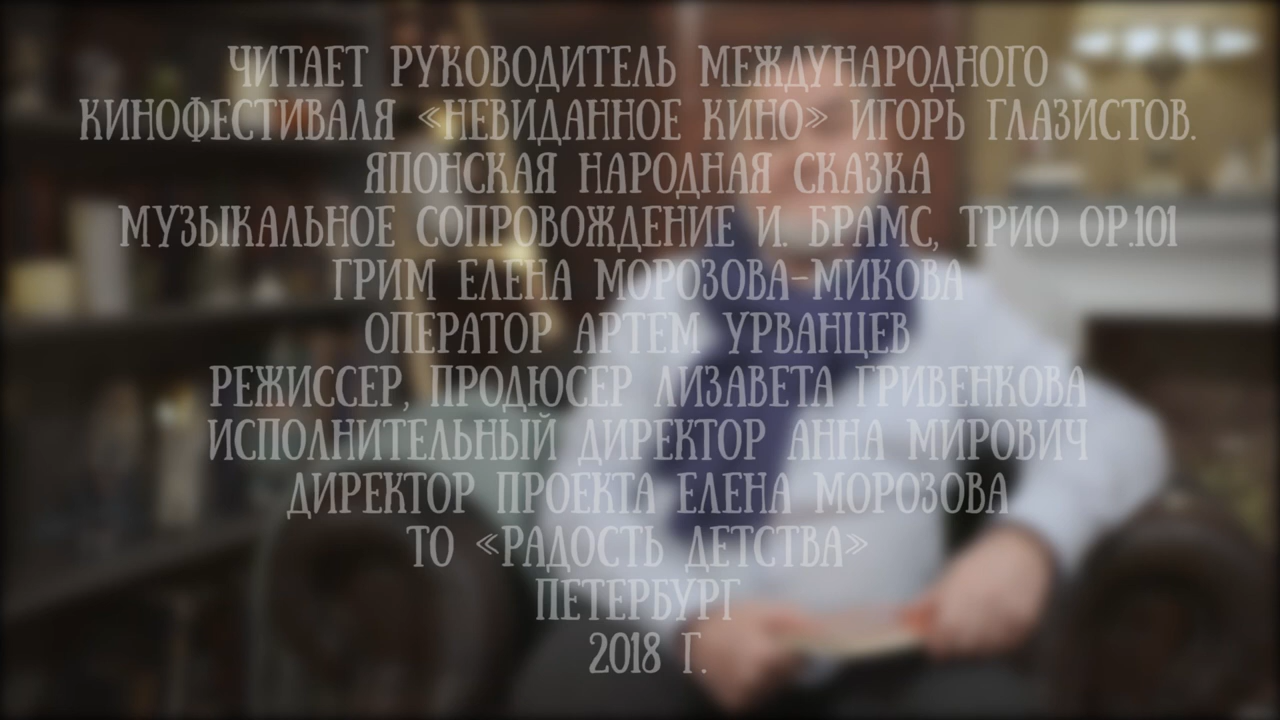 ЧИТАЕТ РУКОВОДИТЕЛЬ МЕЖДУНАРОДНОГО
КИНОФЕСТИВАЛЯ «НЕВИДАННОЕ КИНО» ИГОРЬ ГЛАЗИСТОВ.
ЯПОНСКАЯ НАРОДНАЯ СКАЗКА
МУЗЫКАЛЬНОЕ СОПРОВОЖДЕНИЕ И. БРАМС, ТРИО OP.101
ГРИМ ЕЛЕНА МОРОЗОВА-МИКОВА
ОПЕРАТОР АРТЕМ УРВАНЦЕВ
РЕЖИССЕР, ПРОДЮСЕР ЛИЗАВЕТА ГРИВЕНКОВА
ИСПОЛНИТЕЛЬНЫЙ ДИРЕКТОР АННА МИРОВИЧ
ДИРЕКТОР ПРОЕКТА ЕЛЕНА МОРОЗОВА
ТО «РАДОСТЬ ДЕТСТВА»
ПЕТЕРБУРГ
2018 Г.